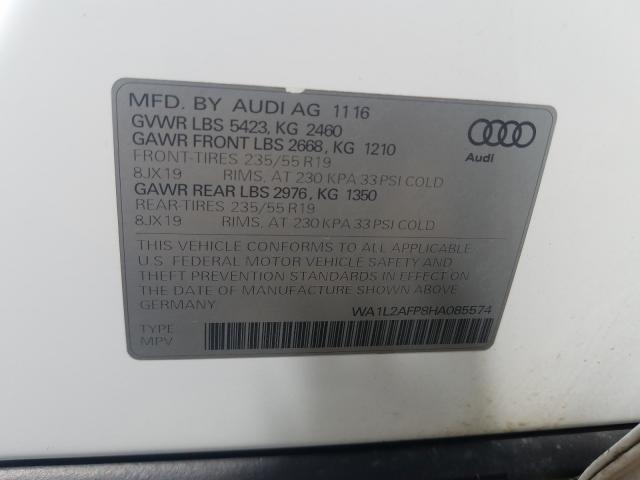 MFD. BY AUDI AG 11 16
GVWR LBS 5423, KG 2460
GAWR FRONT LBS 2668, KG 1210
FRONT-TIRES 235/55 R19
8JX19 RIMS, AT 230 KPA 33 PSI COLD
GAWR REAR LBS 2976, KG 1350
REAR-TIRES 235/55 R19
8JX19 RIMS, AT 230 KPA 33 PSI COLD
Audi
THIS VEHICLE CONFORMS TO ALL APPLICABLE
U.S. FEDERAL MOTOR VEHICLE SAFETY AND
THEFT PREVENTION STANDARDS IN EFFECT ON
THE DATE OF MANUFACTURE SHOWN ABOVE.
WA1L2AFP8HA085574
TYPE
MPV